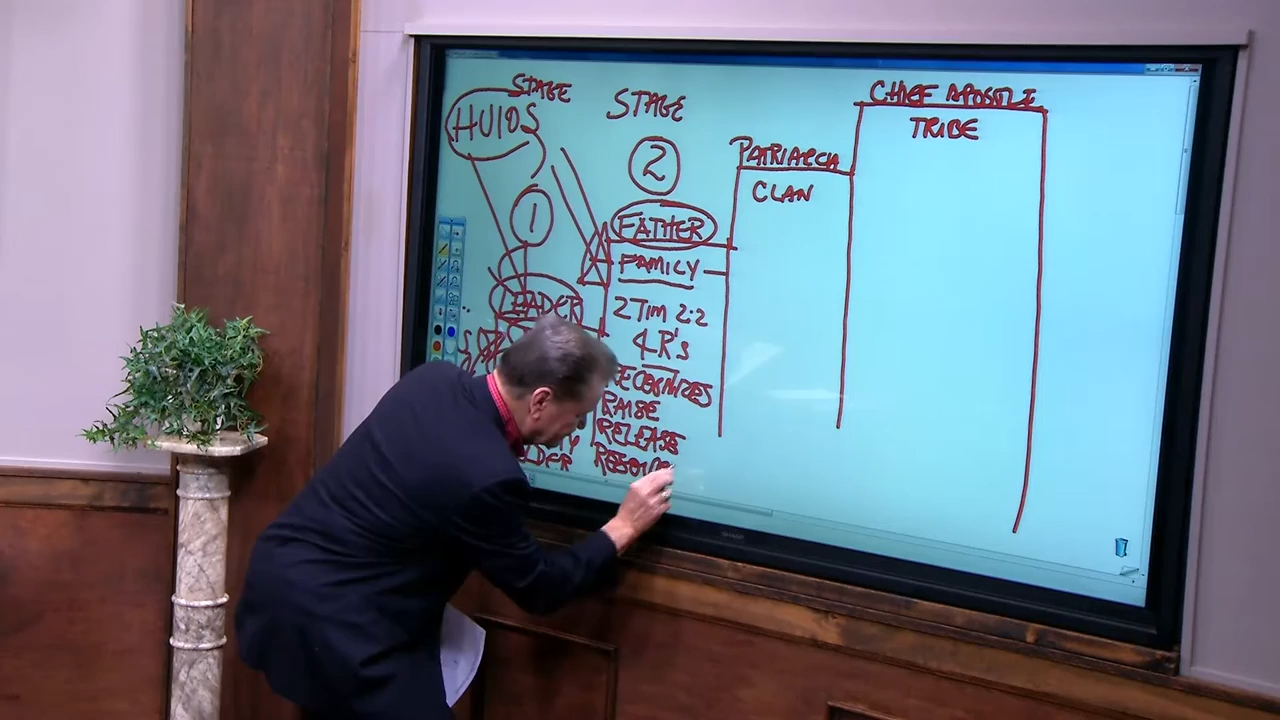 STAGE
HUIOS
1
LEADER
STAGE
2
FATHER
FAMILY
2 TIM 2:2
4 R's
RAISE
RELEASE
PATRIARCH
CLAN
CHIEF APOSTLE
TRIBE
SHARP